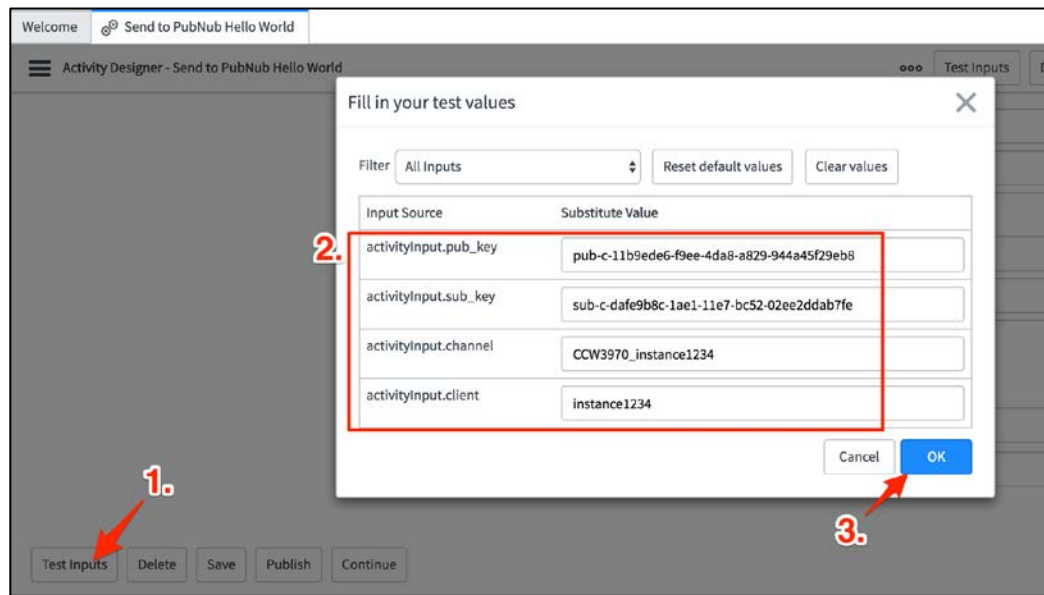 Welcome
Send to PubNub Hello World
Activity Designer - Send to PubNub Hello World
Test Inputs
Fill in your test values
Filter
All Inputs
Reset default values
Clear values
Input Source
Substitute Value
2.
activityInput.pub_key
pub-c-11b9ede6-f9ee-4da8-a829-944a45f29eb8
activityInput.sub_key
sub-c-dafe9b8c-1ae1-11e7-bc52-02ee2ddab7fe
activityInput.channel
CCW3970_instance1234
activityInput.client
instance1234
Cancel
OK
1.
3.
Test Inputs
Delete
Save
Publish
Continue